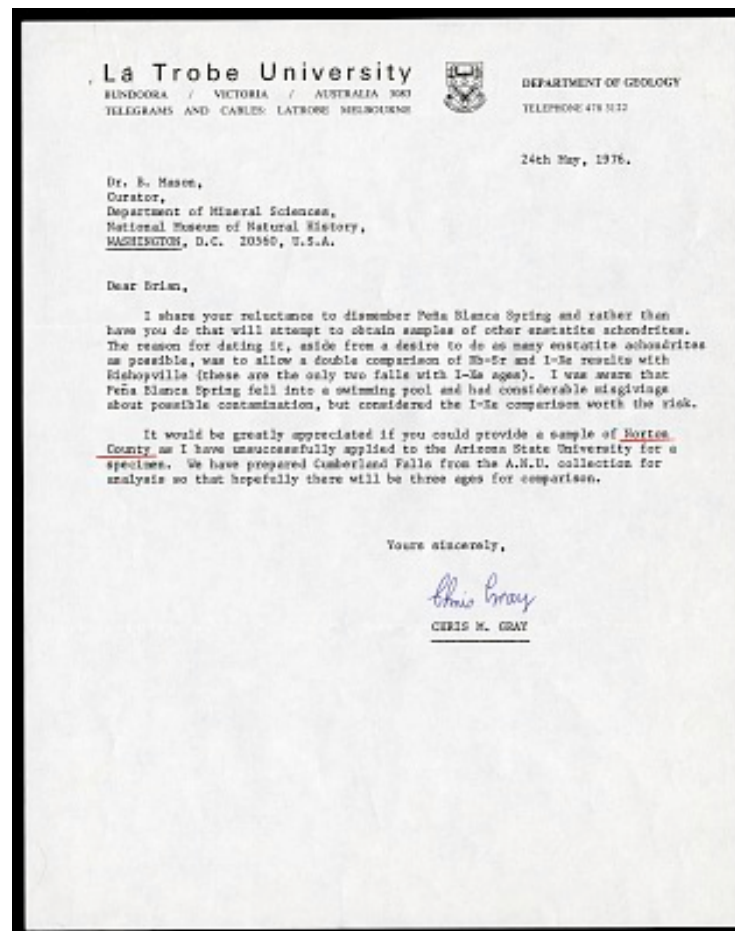 La Trobe University
BUNDOORA / VICTORIA / AUSTRALIA 3083
TELEGRAMS AND CABLES: LATROBE MELBOURNE
DEPARTMENT OF GEOLOGY
TELEPHONE 478 3122
24th May, 1976.
Dr. B. Mason,
Curator,
Department of Mineral Sciences,
National Museum of Natural History,
WASHINGTON, D.C. 20560, U.S.A.
Dear Brian,
I share your reluctance to dismember Peña Blanca Spring and rather than
have you do that will attempt to obtain samples of other enstatite achondrites.
The reason for dating it, aside from a desire to do as many enstatite achondrites
as possible, was to allow a double comparison of Rb-Sr and I-Xe results with
Bishopville (these are the only two falls with I-Xe ages). I was aware that
Peña Blanca Spring fell into a swimming pool and had considerable misgivings
about possible contamination, but considered the I-Xe comparison worth the risk.
It would be greatly appreciated if you could provide a sample of Norton
County as I have unsuccessfully applied to the Arizona State University for a
specimen. We have prepared Cumberland Falls from the A.N.U. collection for
analysis so that hopefully there will be three ages for comparison.
Yours sincerely,
Chris Gray
CHRIS M. GRAY